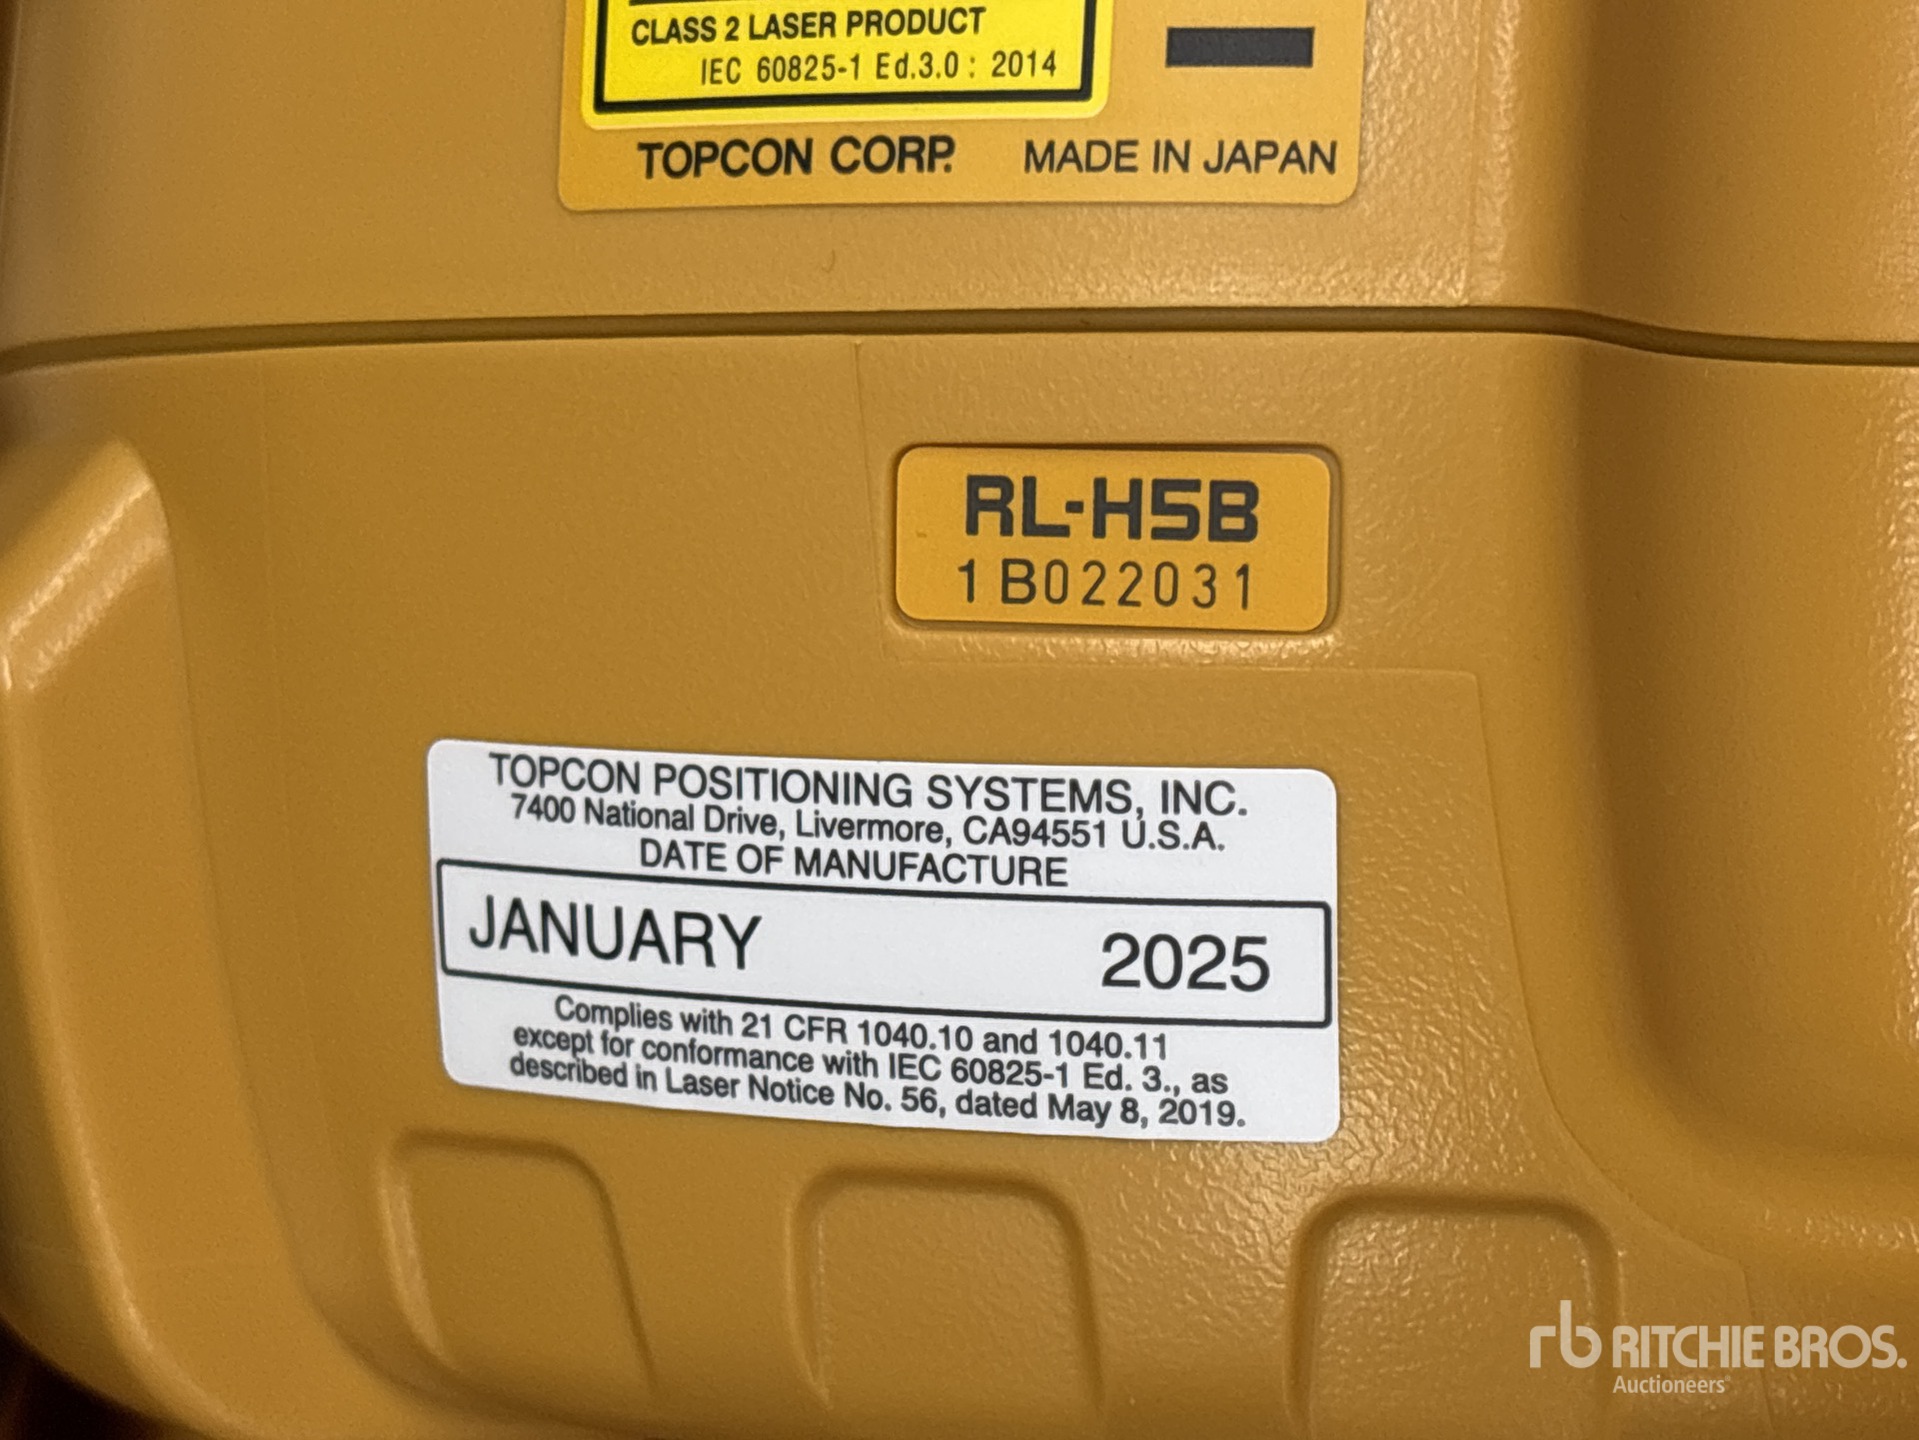 CLASS 2 LASER PRODUCT
IEC 60825-1 Ed.3.0 : 2014
TOPCON CORP. MADE IN JAPAN
RL-H5B
1B022031
TOPCON POSITIONING SYSTEMS, INC.
7400 National Drive, Livermore, CA94551 U.S.A.
DATE OF MANUFACTURE
JANUARY 2025
Complies with 21 CFR 1040.10 and 1040.11
except for conformance with IEC 60825-1 Ed. 3., as
described in Laser Notice No. 56, dated May 8, 2019.
rb RITCHIE BROS.
Auctioneers